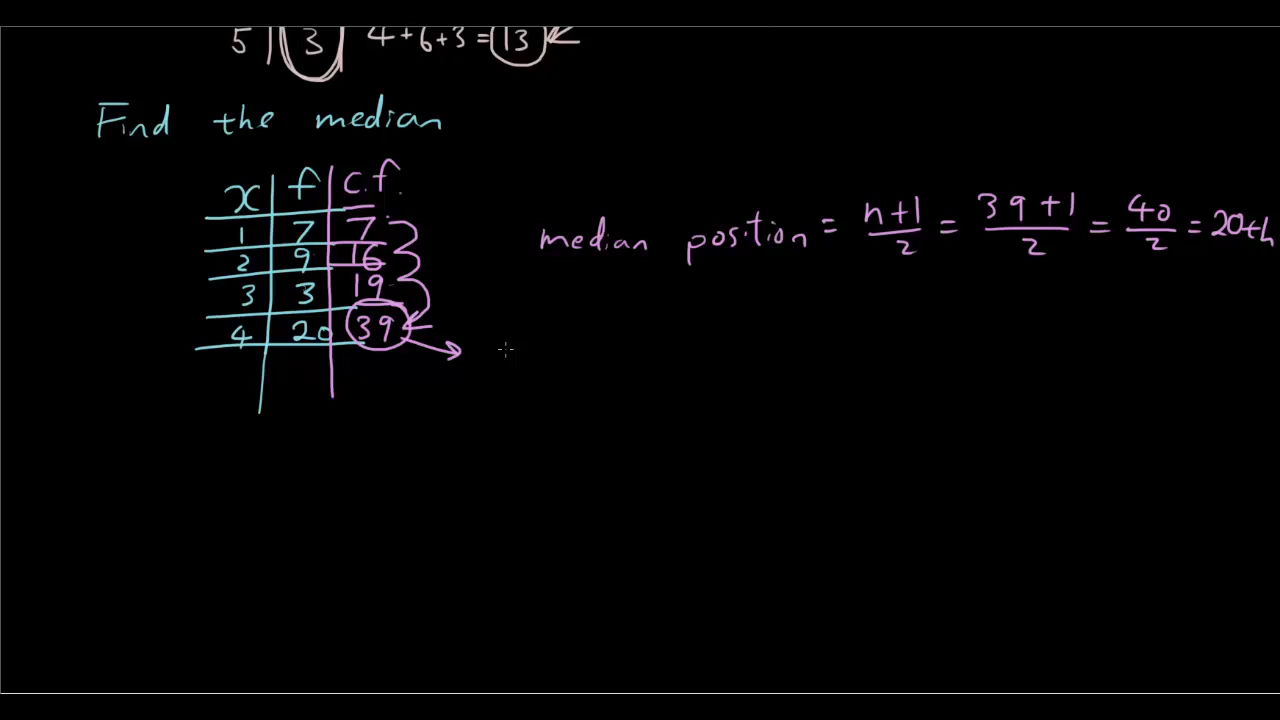 5 3 4+6+3=13
Find the median
x f c.f.
1 7 7
2 9 16
3 3 19
4 20 39
median position = n+1/2 = 39+1/2 = 40/2 = 20th